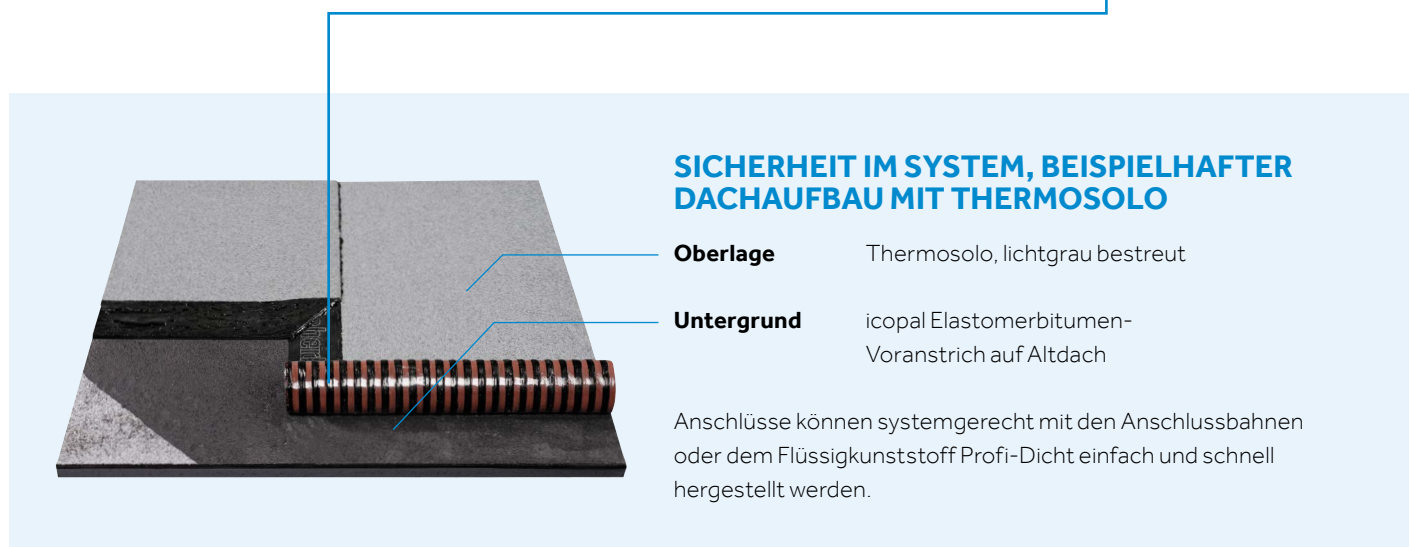 SICHERHEIT IM SYSTEM, BEISPIELHAFTER
DACHAUFBAU MIT THERMOSOLO
Oberlage Thermosolo, lichtgrau bestreut
Untergrund icopal Elastomerbitumen-
Voranstrich auf Altdach
Anschlüsse können systemgerecht mit den Anschlussbahnen
oder dem Flüssigkunststoff Profi-Dicht einfach und schnell
hergestellt werden.